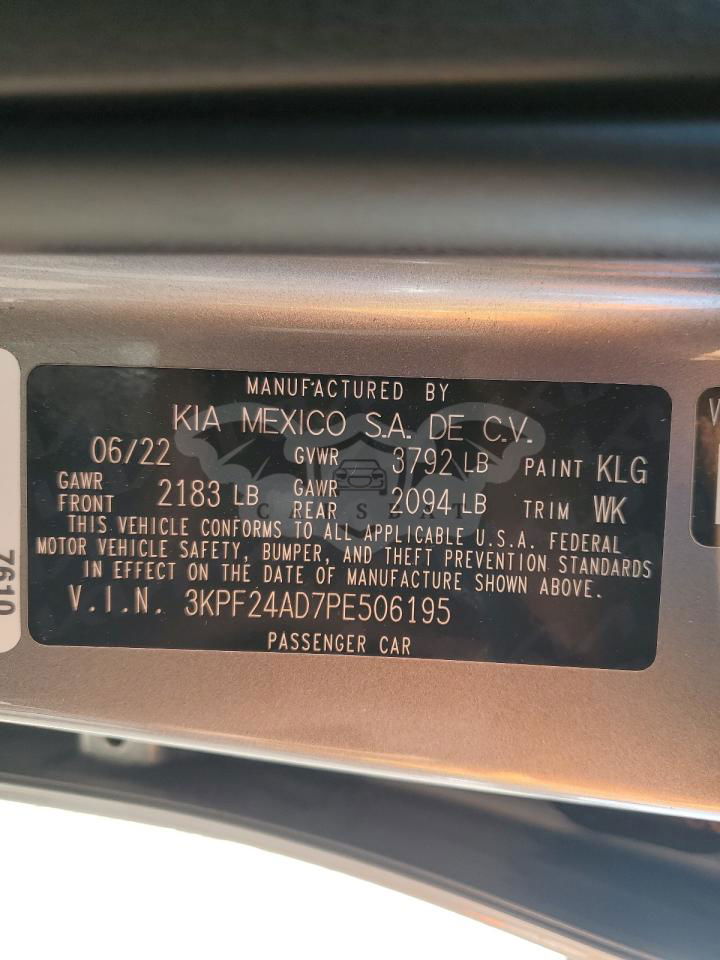 MANUFACTURED BY
KIA MEXICO S.A. DE C.V.
06/22 GVWR 3792 LB PAINT KLG
GAWR FRONT 2183 LB GAWR REAR 2094 LB TRIM WK
THIS VEHICLE CONFORMS TO ALL APPLICABLE U.S.A. FEDERAL
MOTOR VEHICLE SAFETY, BUMPER, AND THEFT PREVENTION STANDARDS
IN EFFECT ON THE DATE OF MANUFACTURE SHOWN ABOVE.
V.I.N. 3KPF24AD7PE506195
PASSENGER CAR
CAR SEAT
7610
V